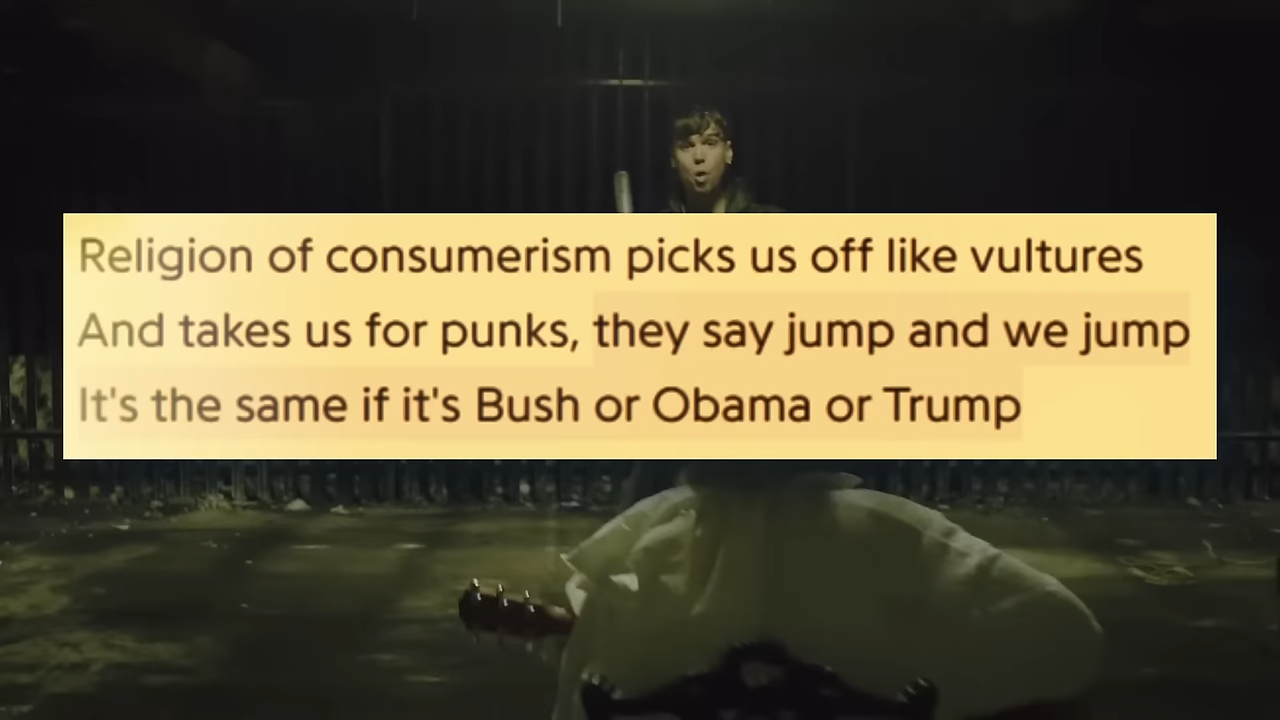 Religion of consumerism picks us off like vultures
And takes us for punks, they say jump and we jump
It's the same if it's Bush or Obama or Trump